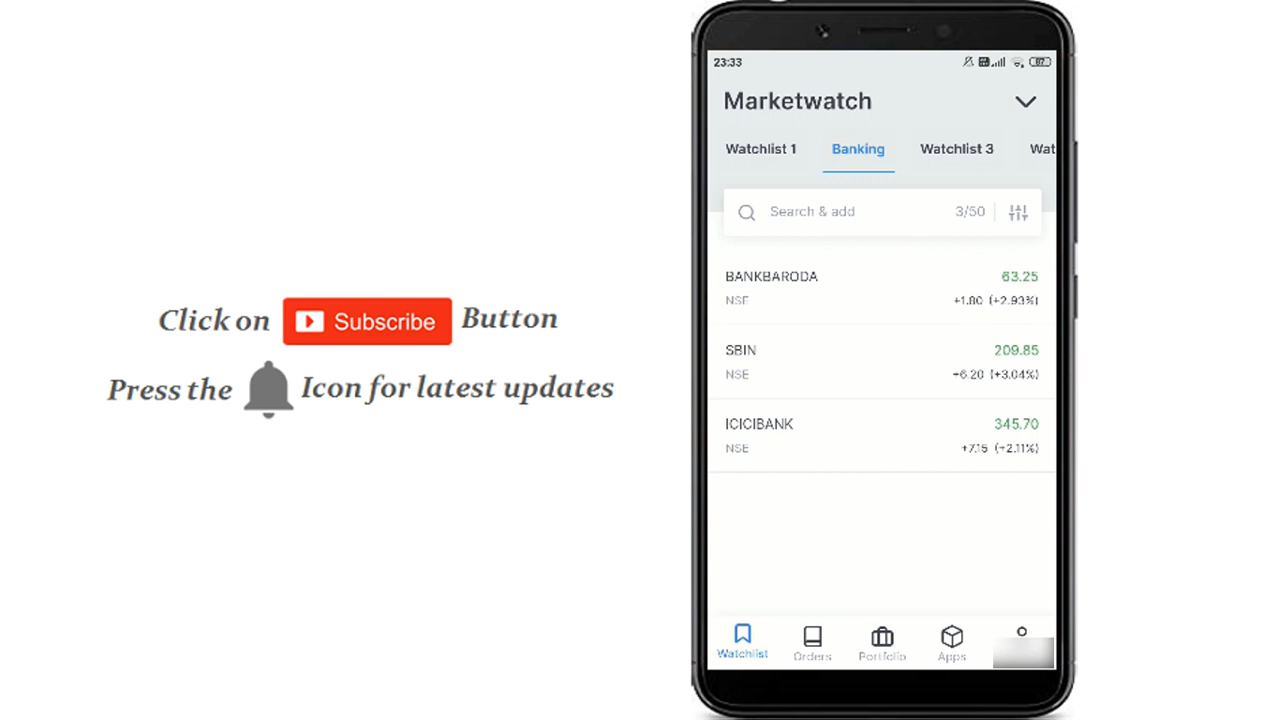 Click on Subscribe Button
Press the Icon for latest updates
23:33
87
Marketwatch
Watchlist 1 Banking Watchlist 3 Wat
Search & add 3/50
BANKBARODA 63.25
NSE +1.80 (+2.93%)
SBIN 209.85
NSE +6.20 (+3.04%)
ICICIBANK 345.70
NSE +7.15 (+2.11%)
Watchlist Orders Portfolio Apps